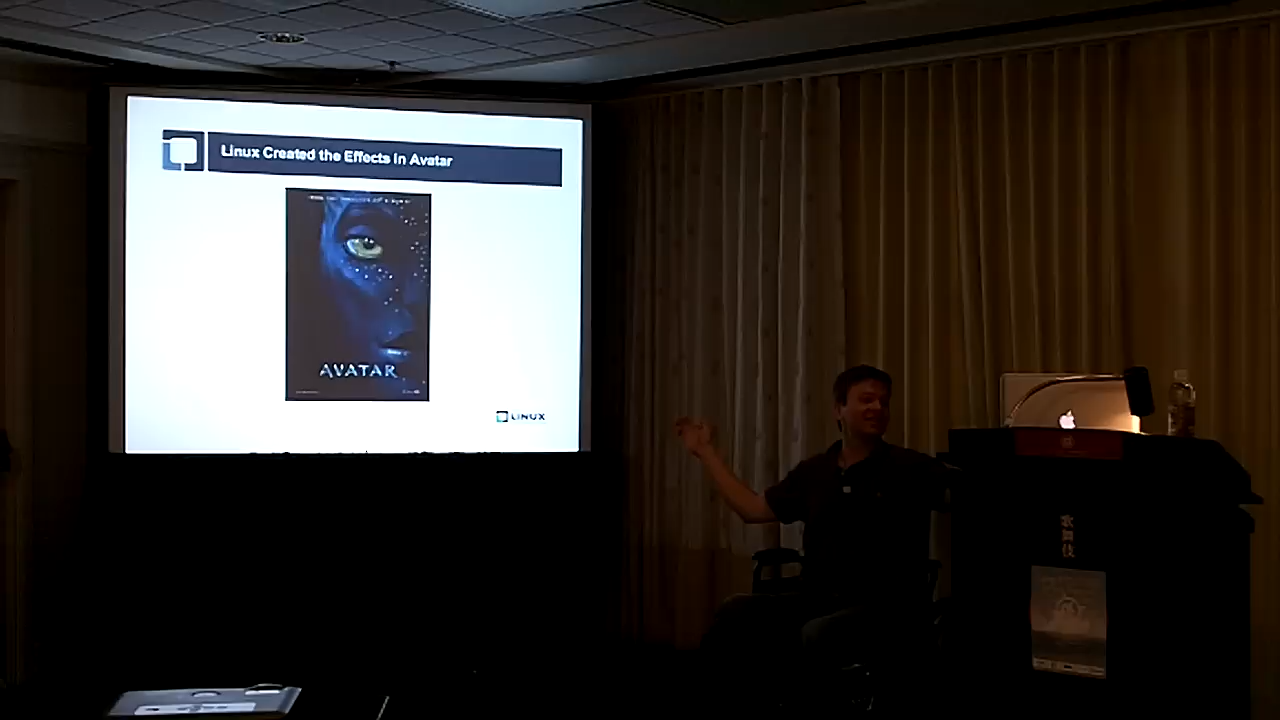 Linux Created the Effects in Avatar
AVATAR
LINUX
歌
舞
伎